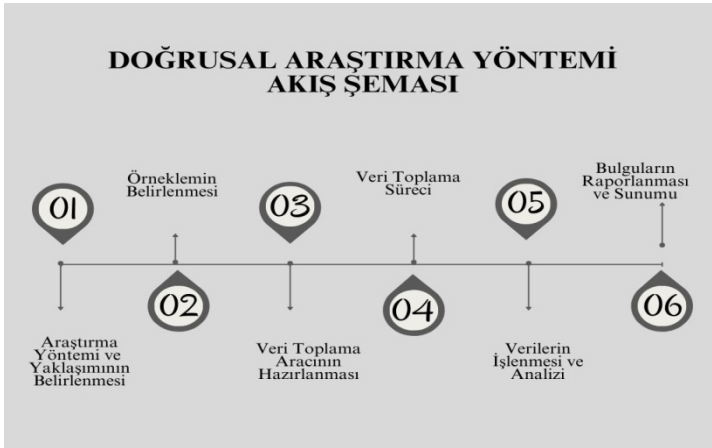 DOĞRUSAL ARAŞTIRMA YÖNTEMİ
AKIŞ ŞEMASI
01
Araştırma
Yöntemi ve
Yaklaşımının
Belirlenmesi
Örneklemin
Belirlenmesi
02
03
Veri Toplama
Aracının
Hazırlanması
Veri Toplama
Süreci
04
05
Verilerin
İşlenmesi ve
Analizi
Bulguların
Raporlanması
ve Sunumu
06